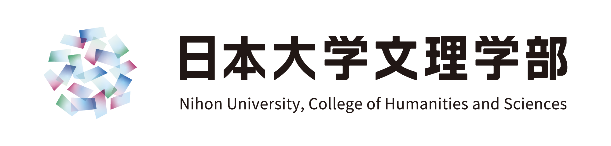 日本大学文理学部
Nihon University, College of Humanities and Sciences